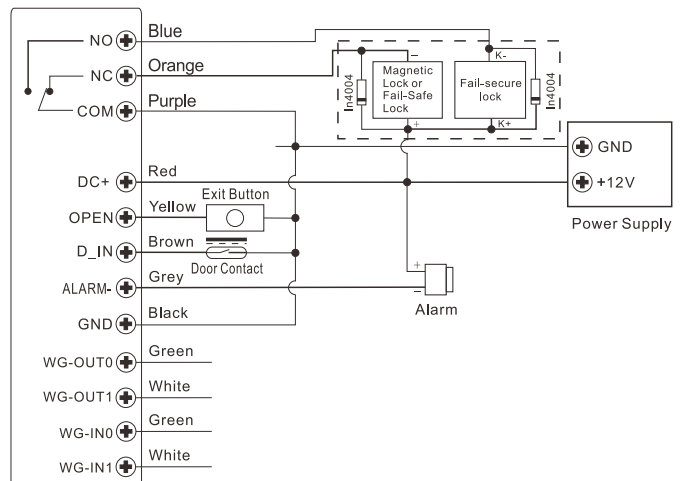 NO Blue
NC Orange
COM Purple
DC+ Red
OPEN Yellow Exit Button
D_IN Brown
Door Contact
ALARM- Grey
GND Black
WG-OUT0 Green
WG-OUT1 White
WG-IN0 Green
WG-IN1 White
In4004
−
Magnetic
Lock or
Fail-Safe
Lock
+
K-
Fail-secure
lock
K+
In4004
GND
+12V
Power Supply
+
−
Alarm